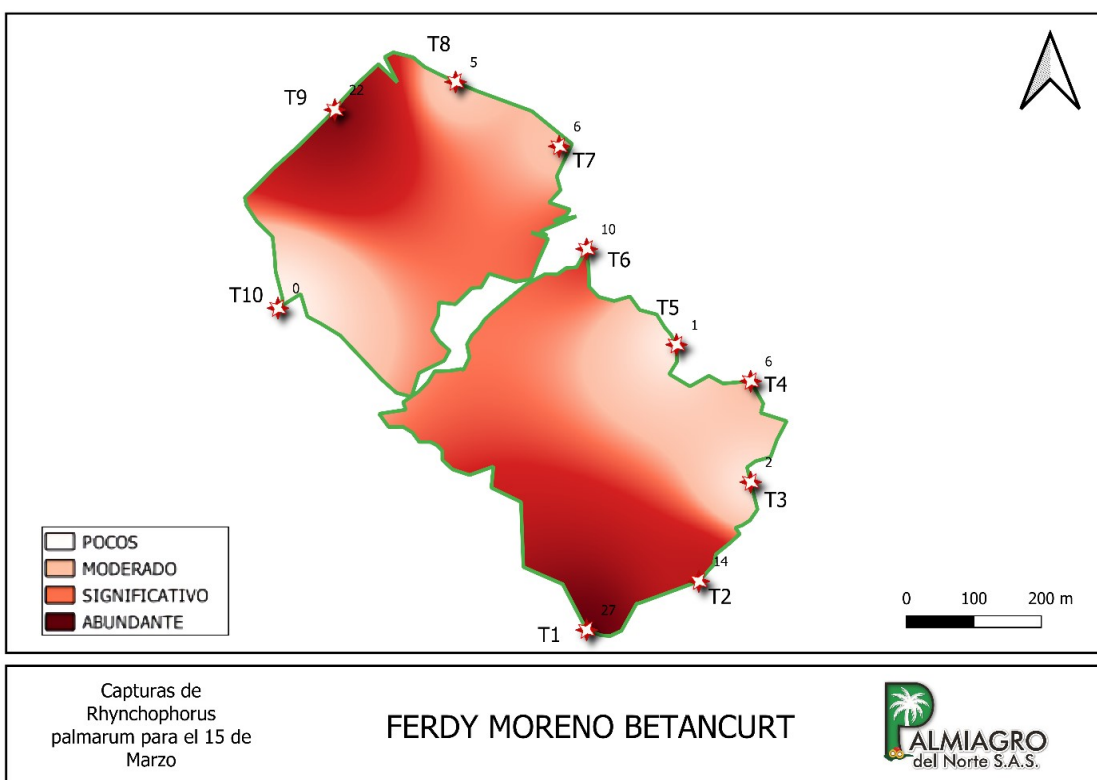 T8
5
T9
22
6
T7
10
T6
T10
0
T5
1
6
T4
2
T3
14
T2
27
T1
POCOS
MODERADO
SIGNIFICATIVO
ABUNDANTE
0 100 200 m
Capturas de
Rhynchophorus
palmarum para el 15 de
Marzo
FERDY MORENO BETANCURT
PALMIAGRO
del Norte S.A.S.